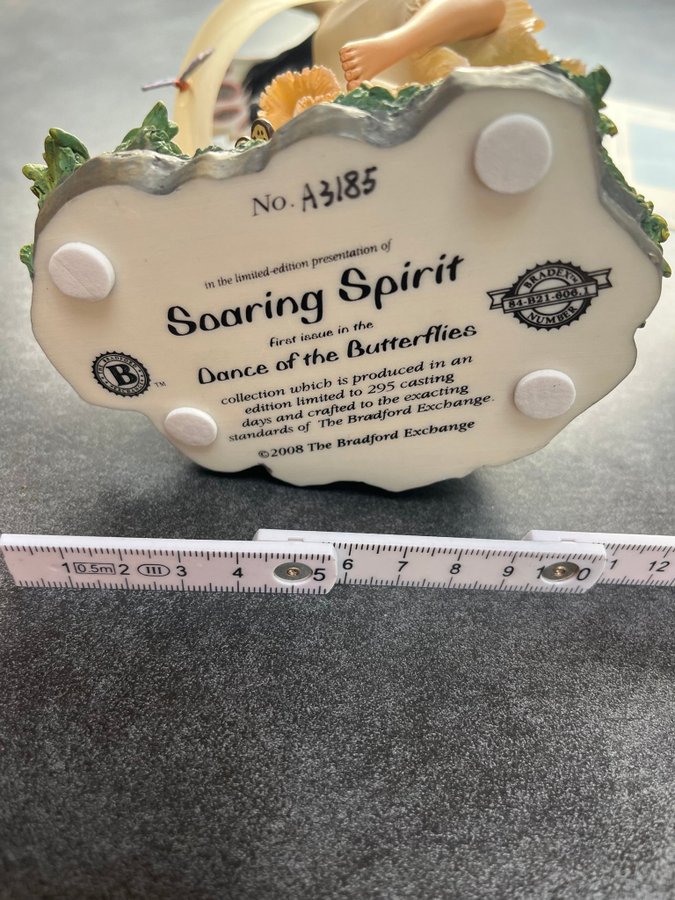 No. A3185
in the limited-edition presentation of
Soaring Spirit
first issue in the
Dance of the Butterflies
collection which is produced in an
edition limited to 295 casting
days and crafted to the exacting
standards of The Bradford Exchange.
©2008 The Bradford Exchange
BRADEX™
84-B21-606.1
NUMBER
B
TM
1 0.5m 2 III 3 4 5 6 7 8 9 10 11 12